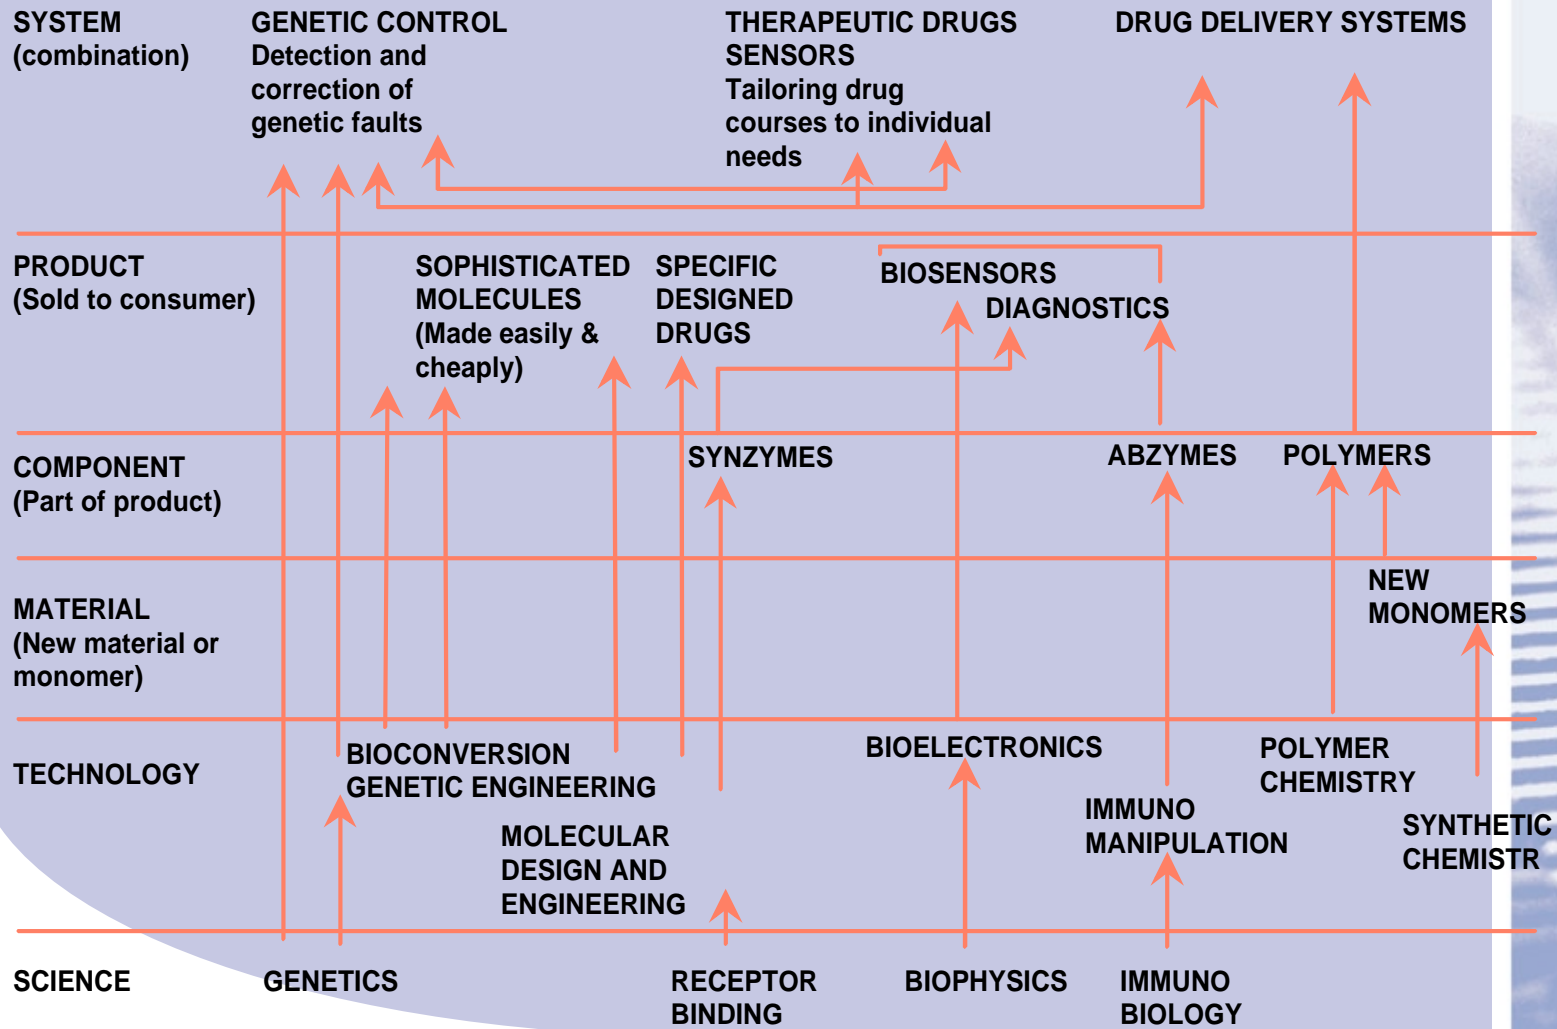 SYSTEM
(combination)
GENETIC CONTROL
Detection and
correction of
genetic faults
THERAPEUTIC DRUGS
SENSORS
Tailoring drug
courses to individual
needs
DRUG DELIVERY SYSTEMS
PRODUCT
(Sold to consumer)
SOPHISTICATED
MOLECULES
(Made easily &
cheaply)
SPECIFIC
DESIGNED
DRUGS
BIOSENSORS
DIAGNOSTICS
COMPONENT
(Part of product)
SYNZYMES
ABZYMES
POLYMERS
MATERIAL
(New material or
monomer)
NEW
MONOMERS
TECHNOLOGY
BIOCONVERSION
GENETIC ENGINEERING
MOLECULAR
DESIGN AND
ENGINEERING
BIOELECTRONICS
IMMUNO
MANIPULATION
POLYMER
CHEMISTRY
SYNTHETIC
CHEMISTR
SCIENCE
GENETICS
RECEPTOR
BINDING
BIOPHYSICS
IMMUNO
BIOLOGY